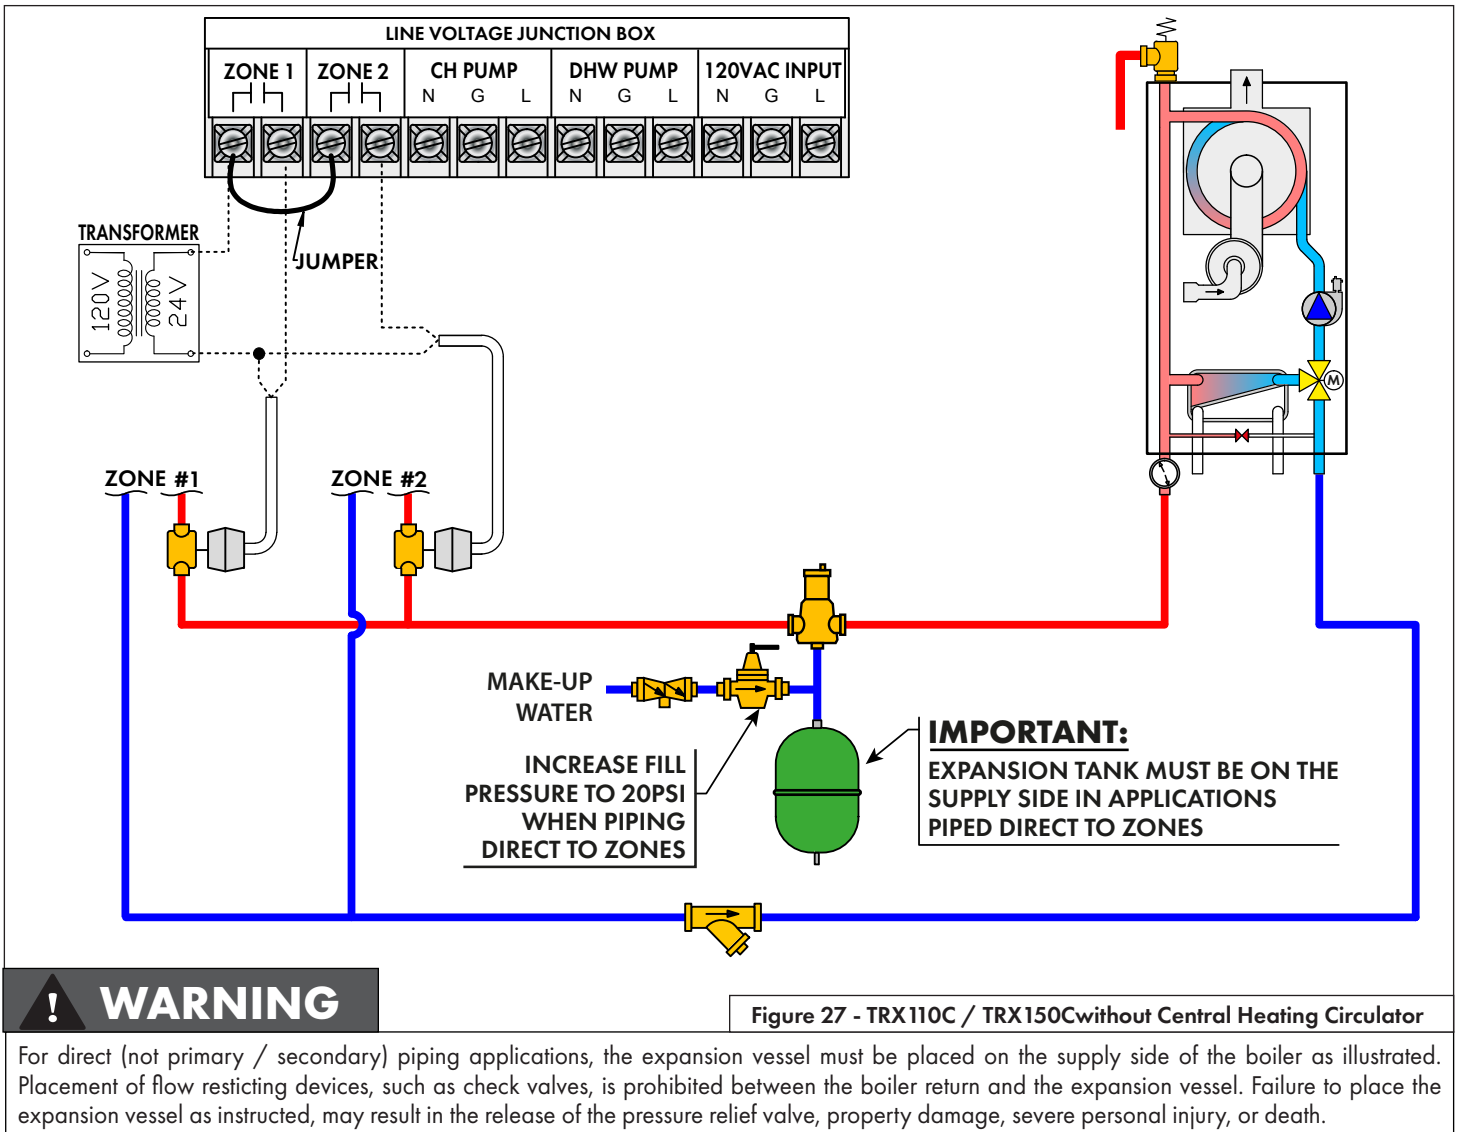 LINE VOLTAGE JUNCTION BOX
ZONE 1 ZONE 2 CH PUMP DHW PUMP 120VAC INPUT
N G L N G L N G L
TRANSFORMER
120V 24V
JUMPER
M
ZONE #1 ZONE #2
MAKE-UP
WATER
INCREASE FILL
PRESSURE TO 20PSI
WHEN PIPING
DIRECT TO ZONES
IMPORTANT:
EXPANSION TANK MUST BE ON THE
SUPPLY SIDE IN APPLICATIONS
PIPED DIRECT TO ZONES
! WARNING
Figure 27 - TRX110C / TRX150Cwithout Central Heating Circulator
For direct (not primary / secondary) piping applications, the expansion vessel must be placed on the supply side of the boiler as illustrated.
Placement of flow resticting devices, such as check valves, is prohibited between the boiler return and the expansion vessel. Failure to place the
expansion vessel as instructed, may result in the release of the pressure relief valve, property damage, severe personal injury, or death.